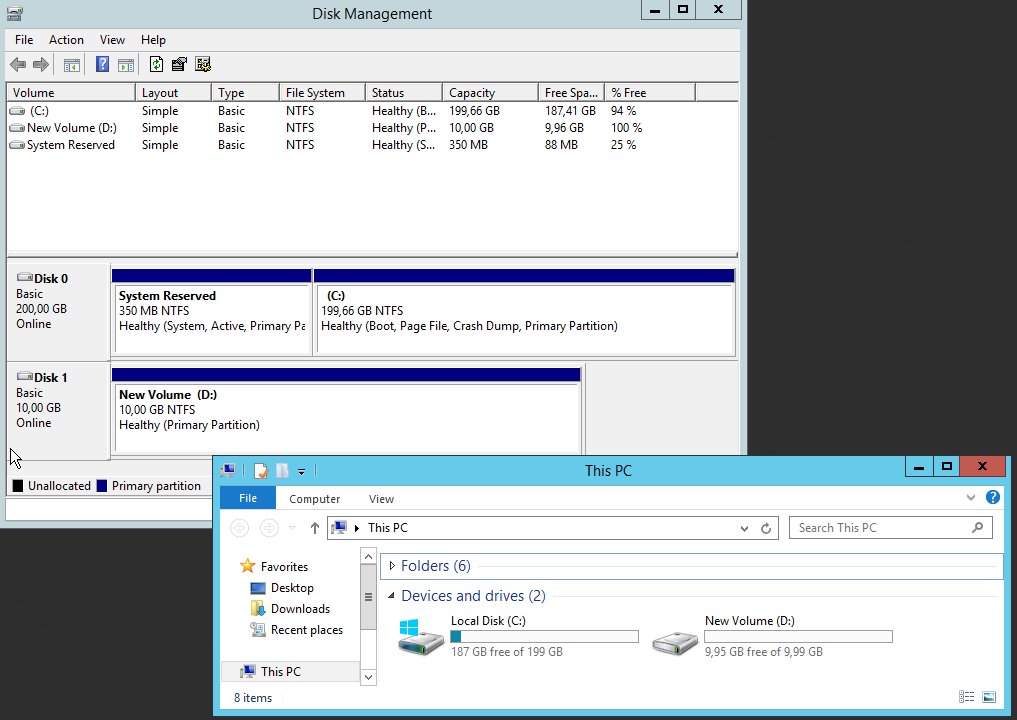 Disk Management
File Action View Help
Volume Layout Type File System Status Capacity Free Spa... % Free
(C:) Simple Basic NTFS Healthy (B... 199,66 GB 187,41 GB 94 %
New Volume (D:) Simple Basic NTFS Healthy (P... 10,00 GB 9,96 GB 100 %
System Reserved Simple Basic NTFS Healthy (S... 350 MB 88 MB 25 %
Disk 0
Basic
200,00 GB
Online
System Reserved
350 MB NTFS
Healthy (System, Active, Primary Pa
(C:)
199,66 GB NTFS
Healthy (Boot, Page File, Crash Dump, Primary Partition)
Disk 1
Basic
10,00 GB
Online
New Volume (D:)
10,00 GB NTFS
Healthy (Primary Partition)
Unallocated Primary partition
This PC
File Computer View
This PC
Search This PC
Favorites
Desktop
Downloads
Recent places
This PC
Folders (6)
Devices and drives (2)
Local Disk (C:)
187 GB free of 199 GB
New Volume (D:)
9,95 GB free of 9,99 GB
8 items